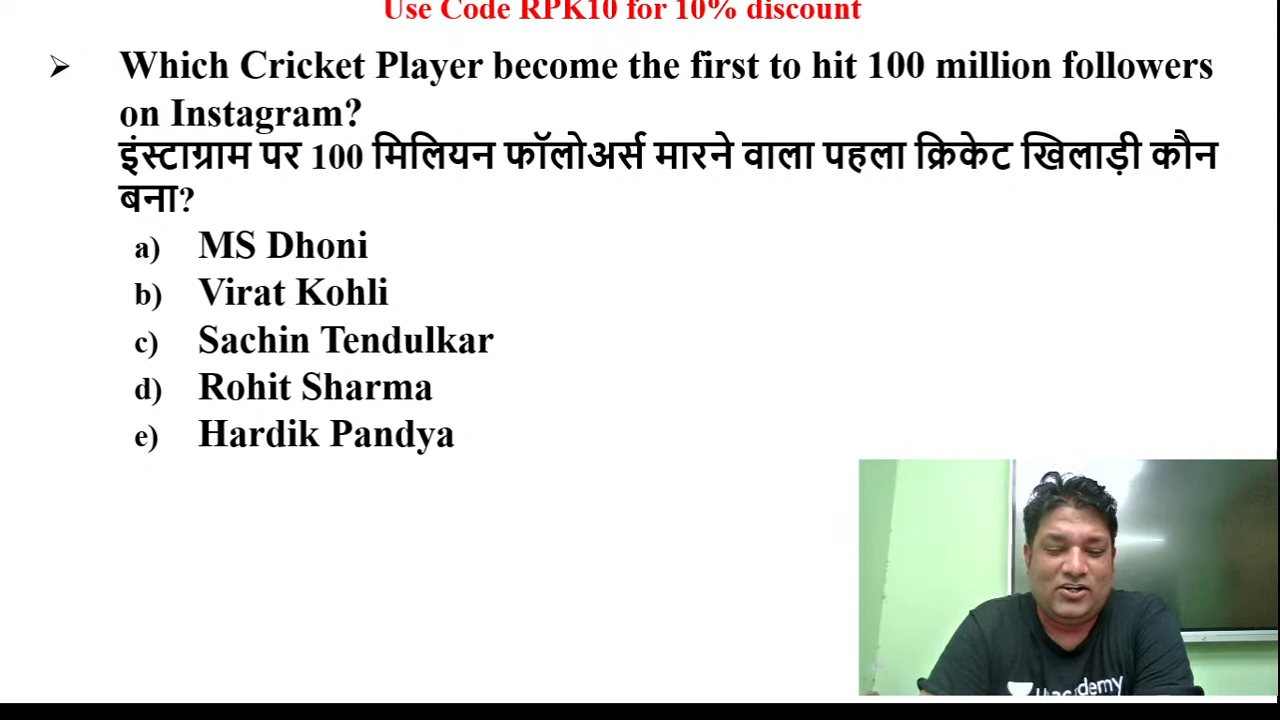 Use Code RPK10 for 10% discount
➢ Which Cricket Player become the first to hit 100 million followers
on Instagram?
इंस्टाग्राम पर 100 मिलियन फॉलोअर्स मारने वाला पहला क्रिकेट खिलाड़ी कौन
बना?
a) MS Dhoni
b) Virat Kohli
c) Sachin Tendulkar
d) Rohit Sharma
e) Hardik Pandya